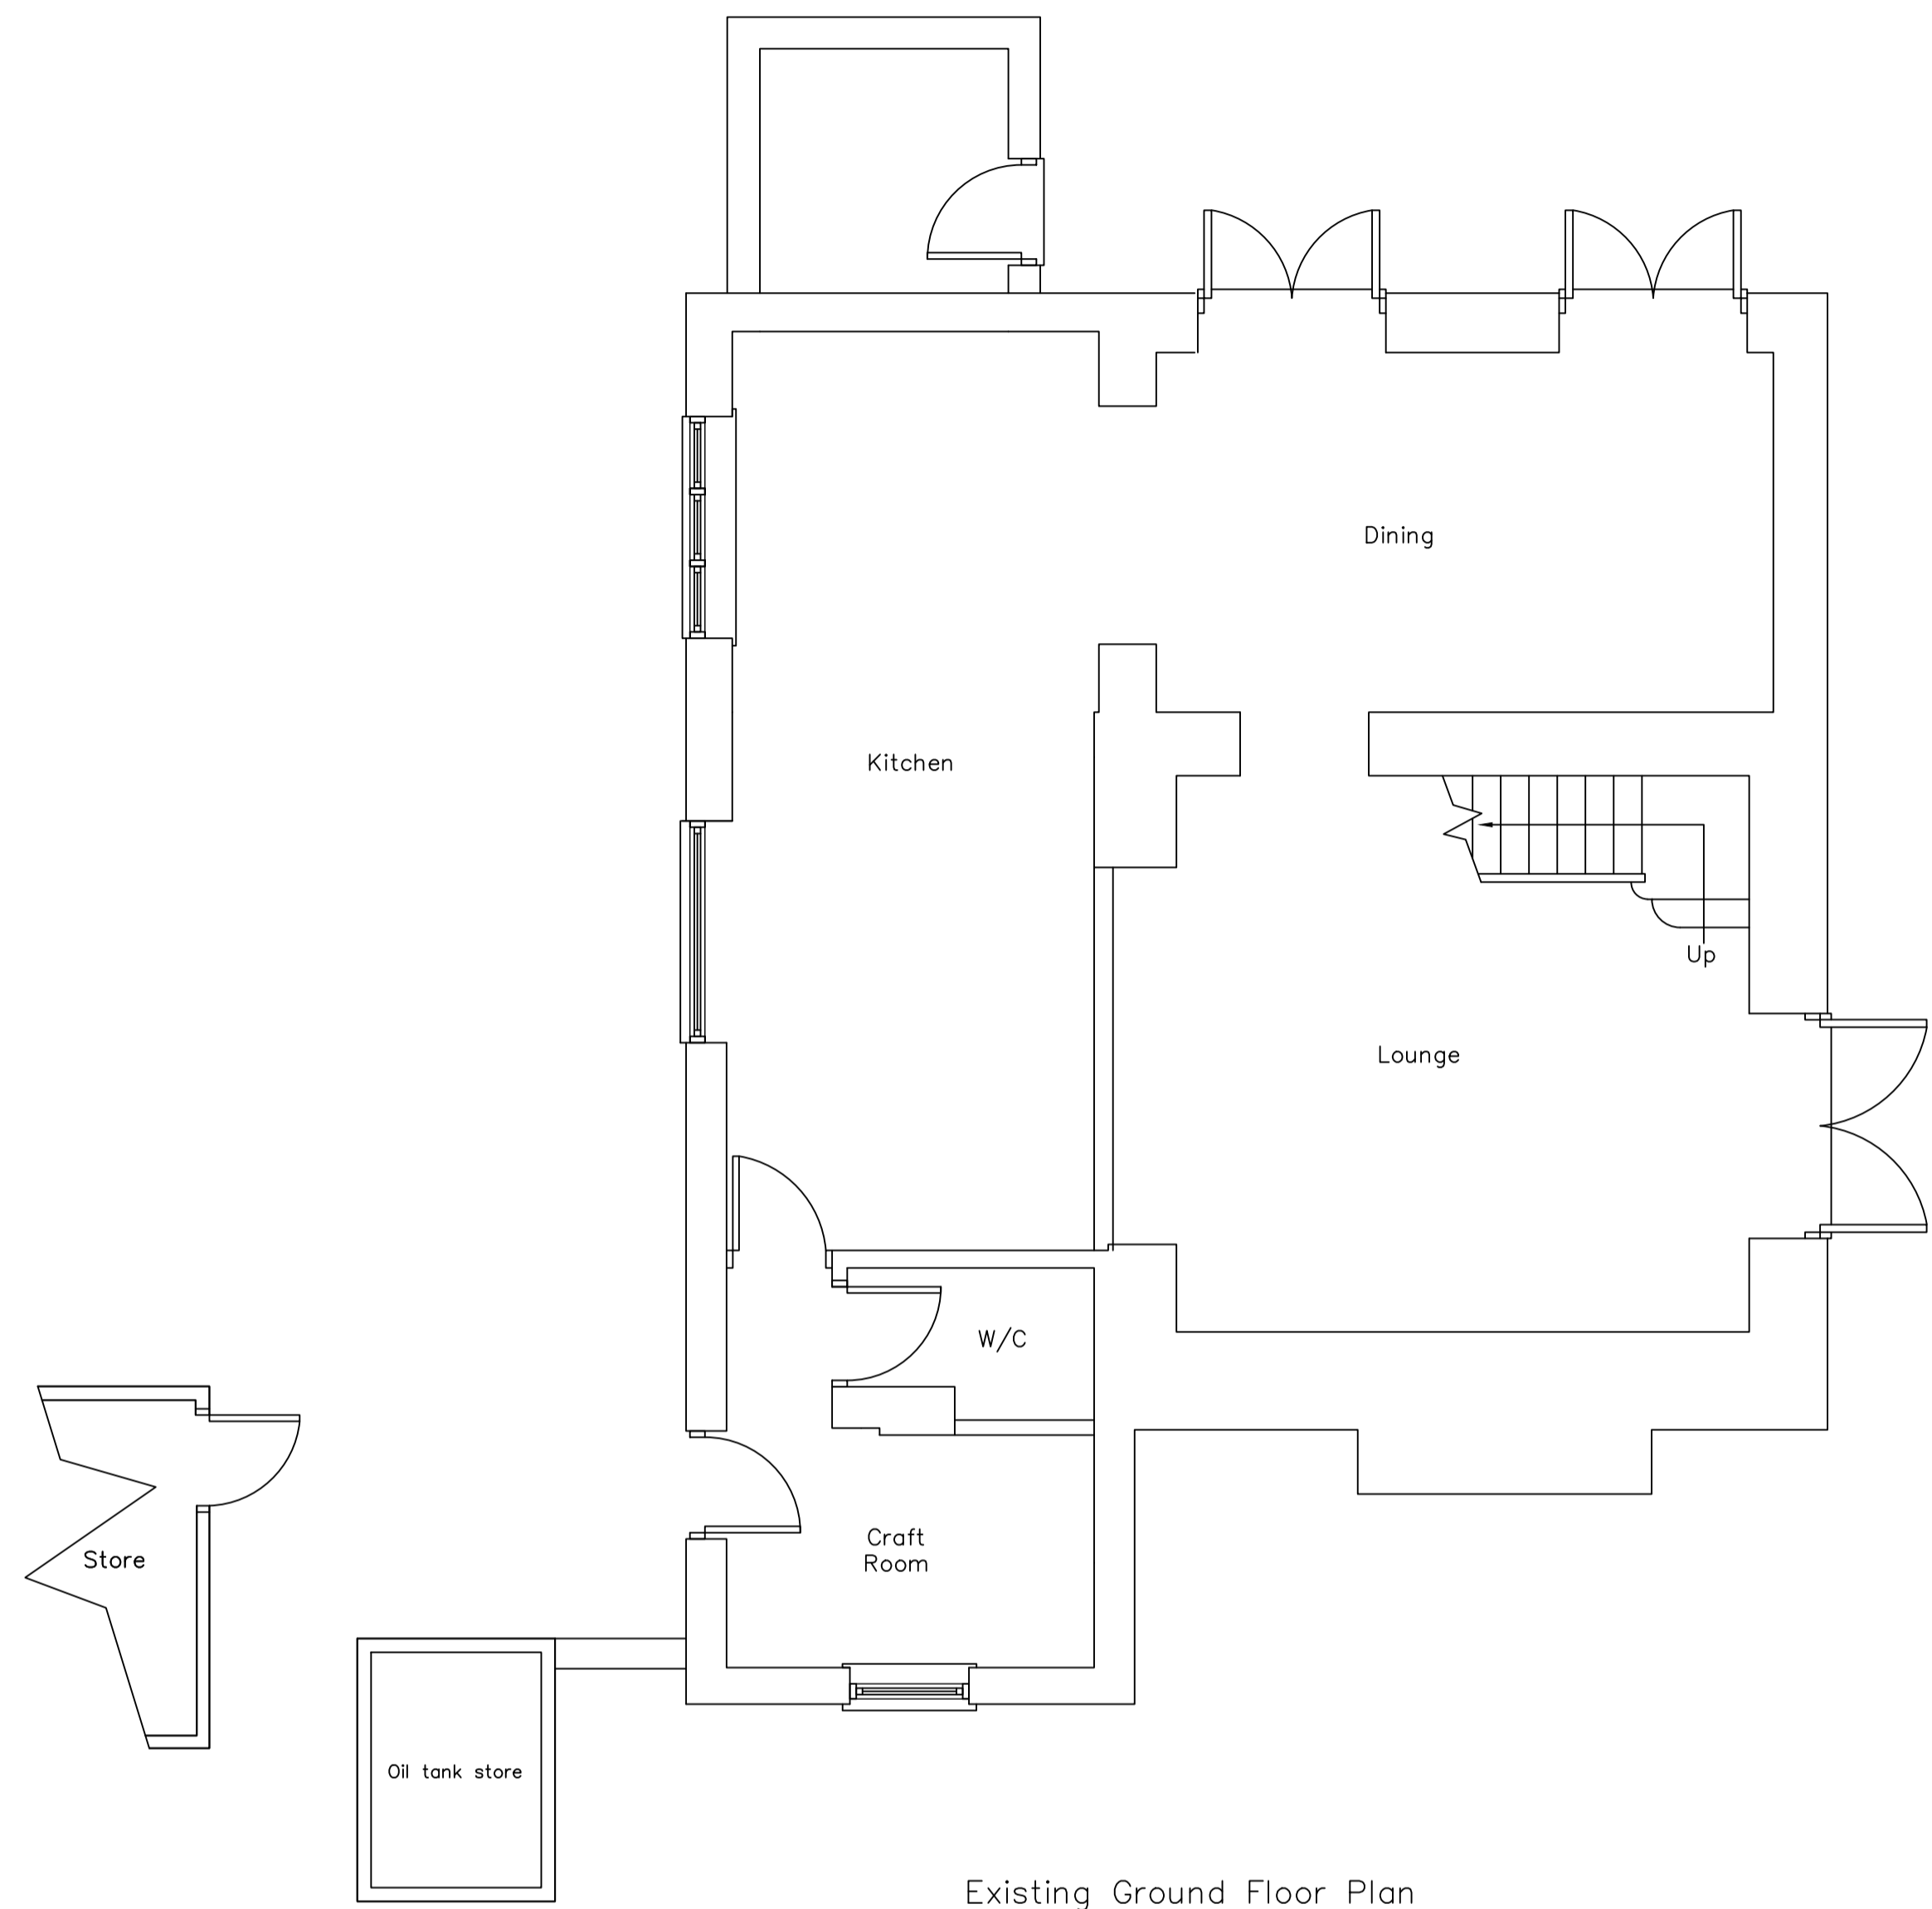 Dining
Kitchen
Up
Lounge
W/C
Craft
Room
Store
Oil tank store
Existing Ground Floor Plan